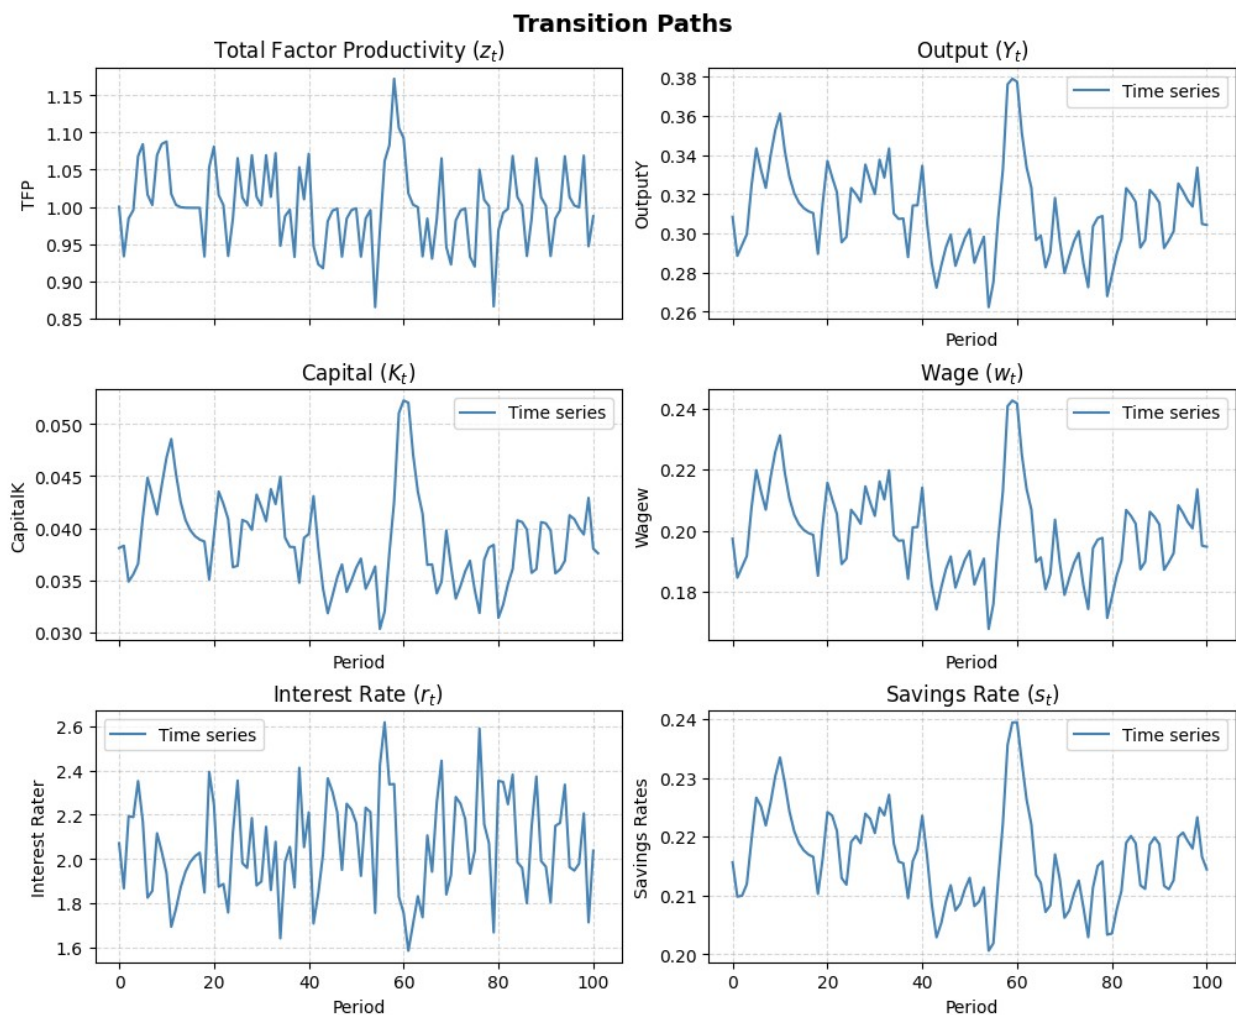 Transition Paths
Total Factor Productivity (z_t)
TFP
1.15
1.10
1.05
1.00
0.95
0.90
0.85
Output (Y_t)
OutputY
0.38
0.36
0.34
0.32
0.30
0.28
0.26
Time series
Period
Capital (K_t)
CapitalK
0.050
0.045
0.040
0.035
0.030
Time series
Period
Wage (w_t)
Wagew
0.24
0.22
0.20
0.18
Time series
Period
Interest Rate (r_t)
Interest Rater
2.6
2.4
2.2
2.0
1.8
1.6
Time series
0 20 40 60 80 100
Period
Savings Rate (s_t)
Savings Rates
0.24
0.23
0.22
0.21
0.20
Time series
0 20 40 60 80 100
Period